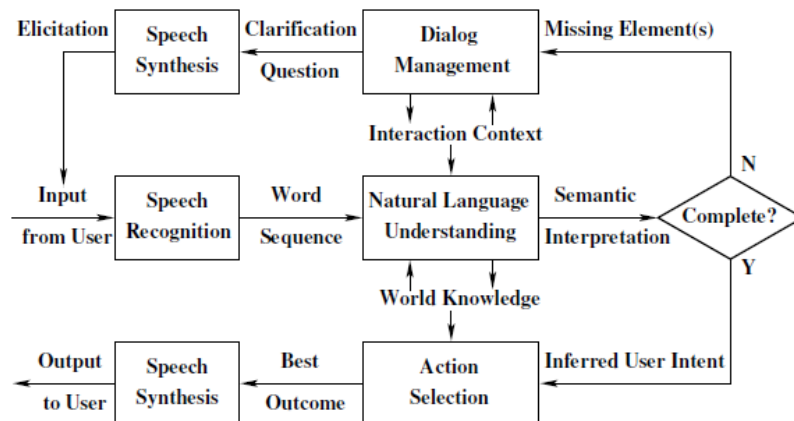 Elicitation
Speech
Synthesis
Clarification
Question
Dialog
Management
Missing Element(s)
Interaction Context
N
Input
from User
Speech
Recognition
Word
Sequence
Natural Language
Understanding
Semantic
Interpretation
Complete?
Y
World Knowledge
Output
to User
Speech
Synthesis
Best
Outcome
Action
Selection
Inferred User Intent